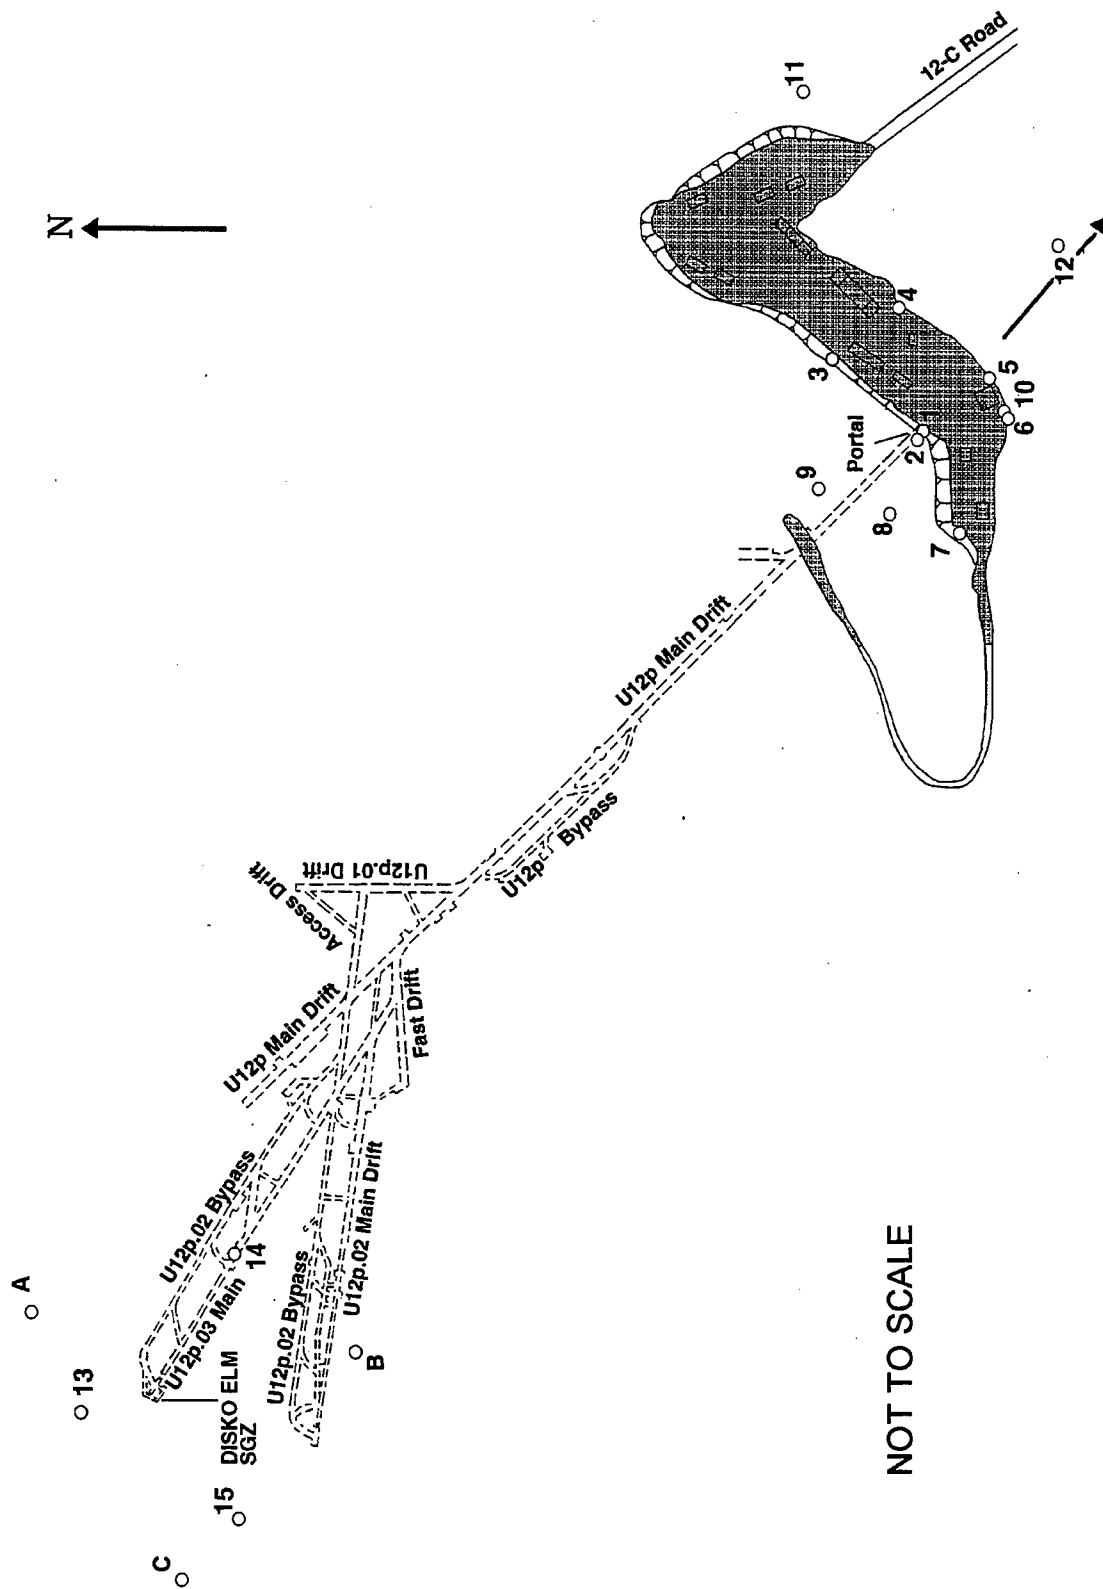 N
11
12-C Road
12
4
3
5
10
6
1
Portal
2
9
8
7
U12p Main Drift
U12p Bypass
U12p.01 Drift
Access Drift
U12p Main Drift
Fast Drift
U12p.02 Bypass
14
U12p.03 Main
U12p.02 Main Drift
U12p.02 Bypass
A
B
13
DISKO ELM
SGZ
15
C
NOT TO SCALE